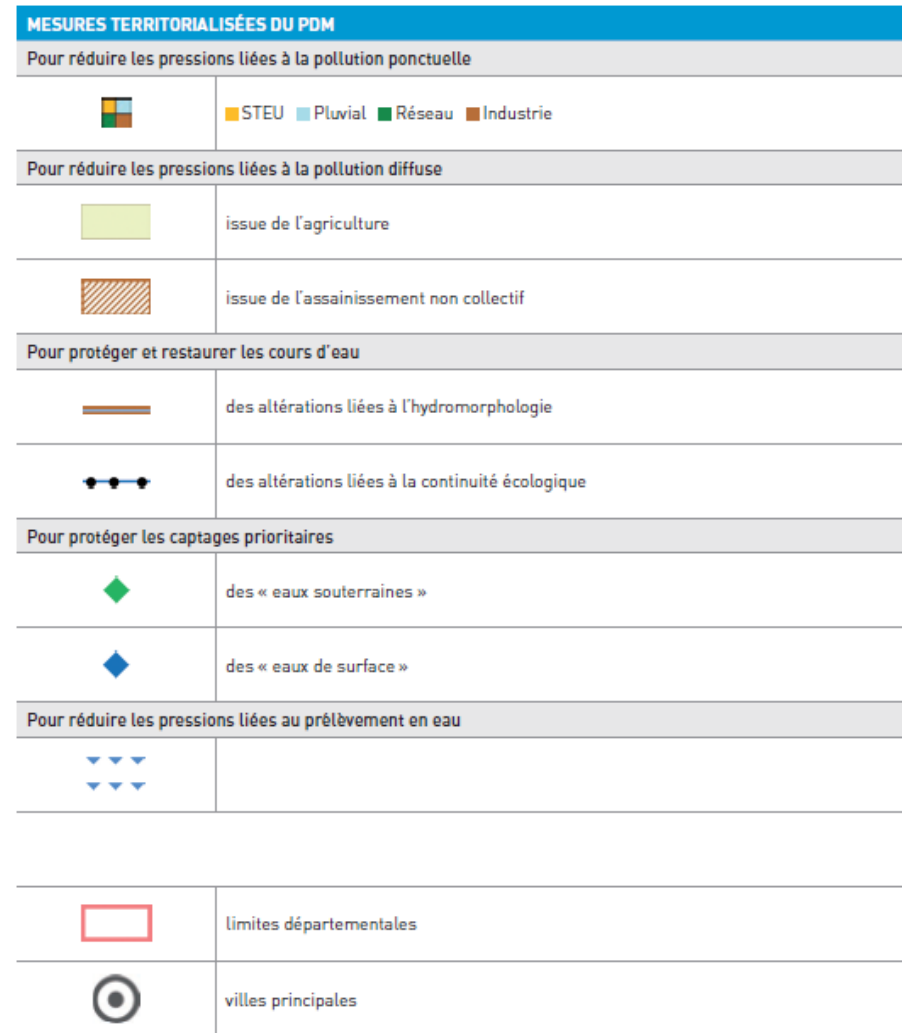 MESURES TERRITORIALISÉES DU PDM
Pour réduire les pressions liées à la pollution ponctuelle
STEU Pluvial Réseau Industrie
Pour réduire les pressions liées à la pollution diffuse
issue de l'agriculture
issue de l'assainissement non collectif
Pour protéger et restaurer les cours d'eau
des altérations liées à l'hydromorphologie
des altérations liées à la continuité écologique
Pour protéger les captages prioritaires
des « eaux souterraines »
des « eaux de surface »
Pour réduire les pressions liées au prélèvement en eau
limites départementales
villes principales